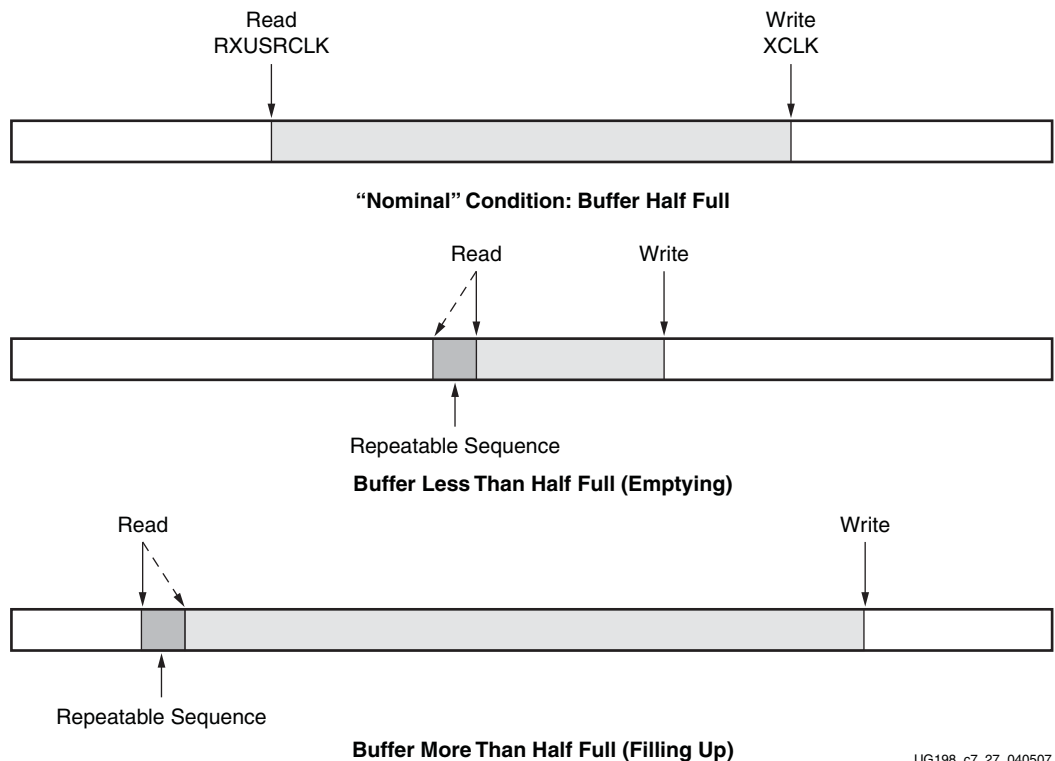 Read
RXUSRCLK
Write
XCLK
“Nominal” Condition: Buffer Half Full
Read
Write
Repeatable Sequence
Buffer Less Than Half Full (Emptying)
Read
Write
Repeatable Sequence
Buffer More Than Half Full (Filling Up)
UG198_c7_27_040507